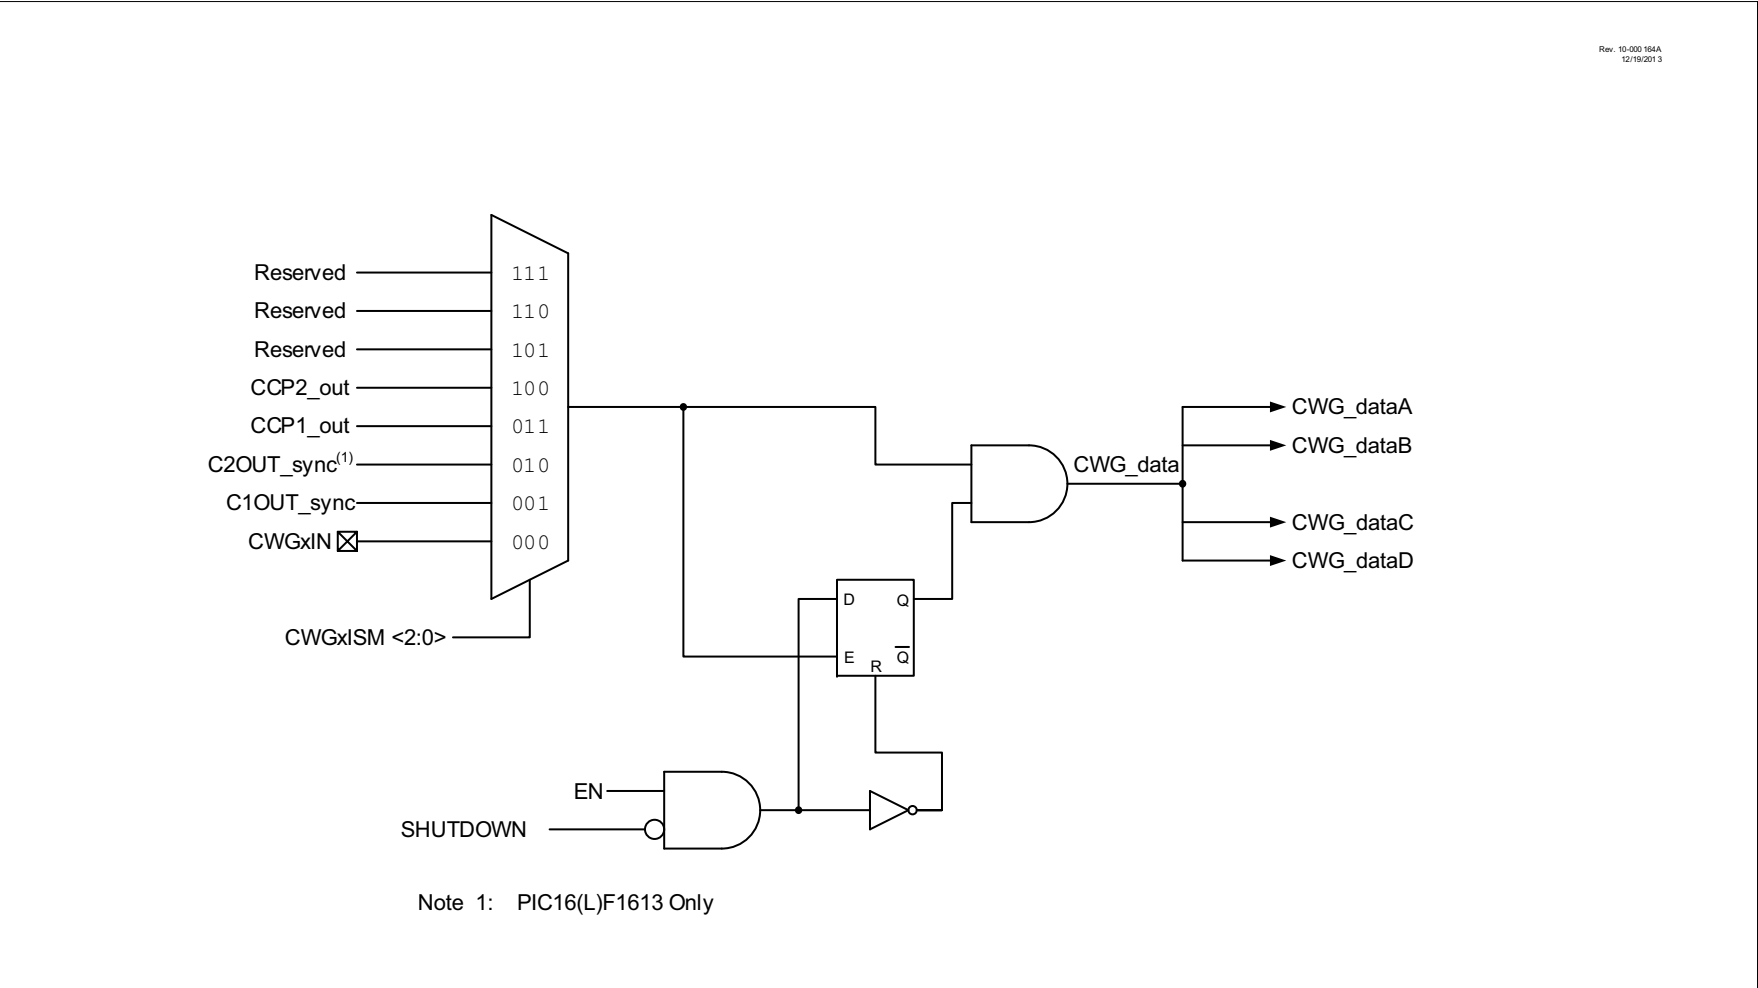 Rev. 10-000 164A
12/19/201 3
Reserved 111
Reserved 110
Reserved 101
CCP2_out 100
CCP1_out 011
C2OUT_sync(1) 010
C1OUT_sync 001
CWGxIN 000
CWGxISM <2:0>
CWG_data
CWG_dataA
CWG_dataB
CWG_dataC
CWG_dataD
D Q
E R Q
EN
SHUTDOWN
Note 1: PIC16(L)F1613 Only